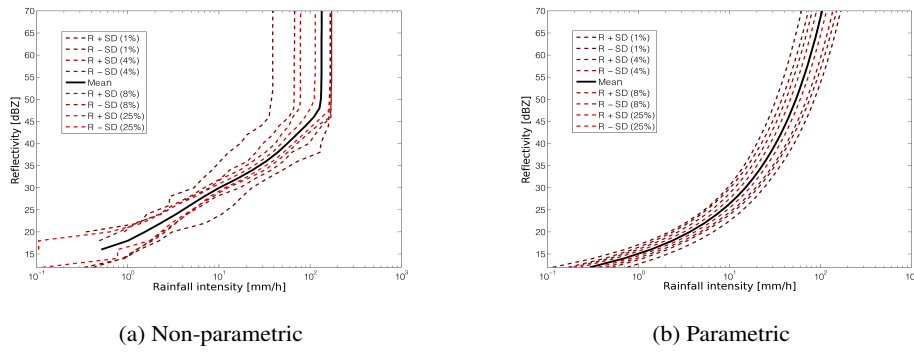 70
65
60
55
50
45
40
35
30
25
20
15
Reflectivity [dBZ]
R + SD (1%)
R − SD (1%)
R + SD (4%)
R − SD (4%)
Mean
R + SD (8%)
R − SD (8%)
R + SD (25%)
R − SD (25%)
10⁻¹ 10⁰ 10¹ 10² 10³
Rainfall intensity [mm/h]
(a) Non-parametric
70
65
60
55
50
45
40
35
30
25
20
15
Reflectivity [dBZ]
R + SD (1%)
R − SD (1%)
R + SD (4%)
R − SD (4%)
Mean
R + SD (8%)
R − SD (8%)
R + SD (25%)
R − SD (25%)
10⁻¹ 10⁰ 10¹ 10² 10³
Rainfall intensity [mm/h]
(b) Parametric